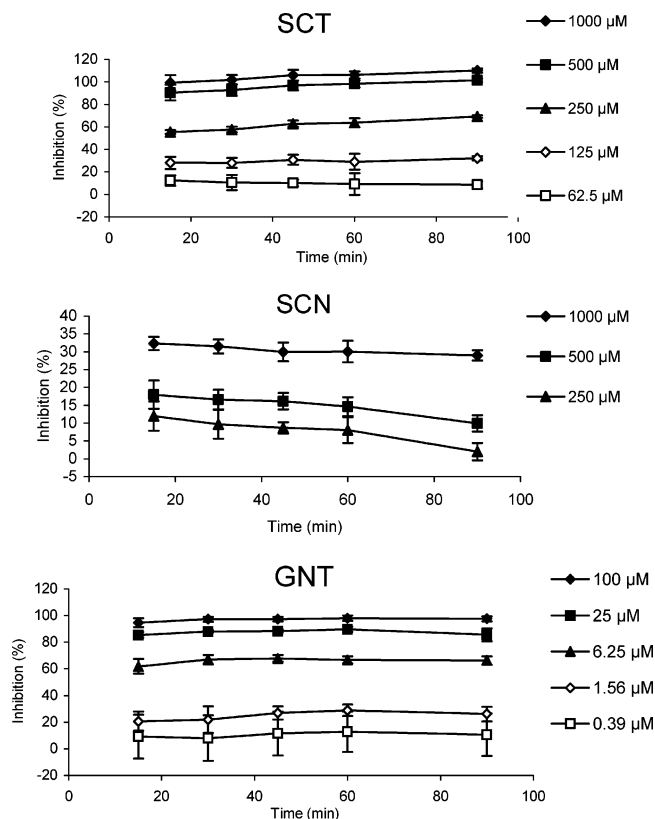 SCT
Inhibition (%)
120
100
80
60
40
20
0
-20
0 20 40 60 80 100
Time (min)
1000 µM
500 µM
250 µM
125 µM
62.5 µM
SCN
Inhibition (%)
40
35
30
25
20
15
10
5
0
-5
0 20 40 60 80 100
Time (min)
1000 µM
500 µM
250 µM
GNT
Inhibition (%)
120
100
80
60
40
20
0
-20
0 20 40 60 80 100
Time (min)
100 µM
25 µM
6.25 µM
1.56 µM
0.39 µM